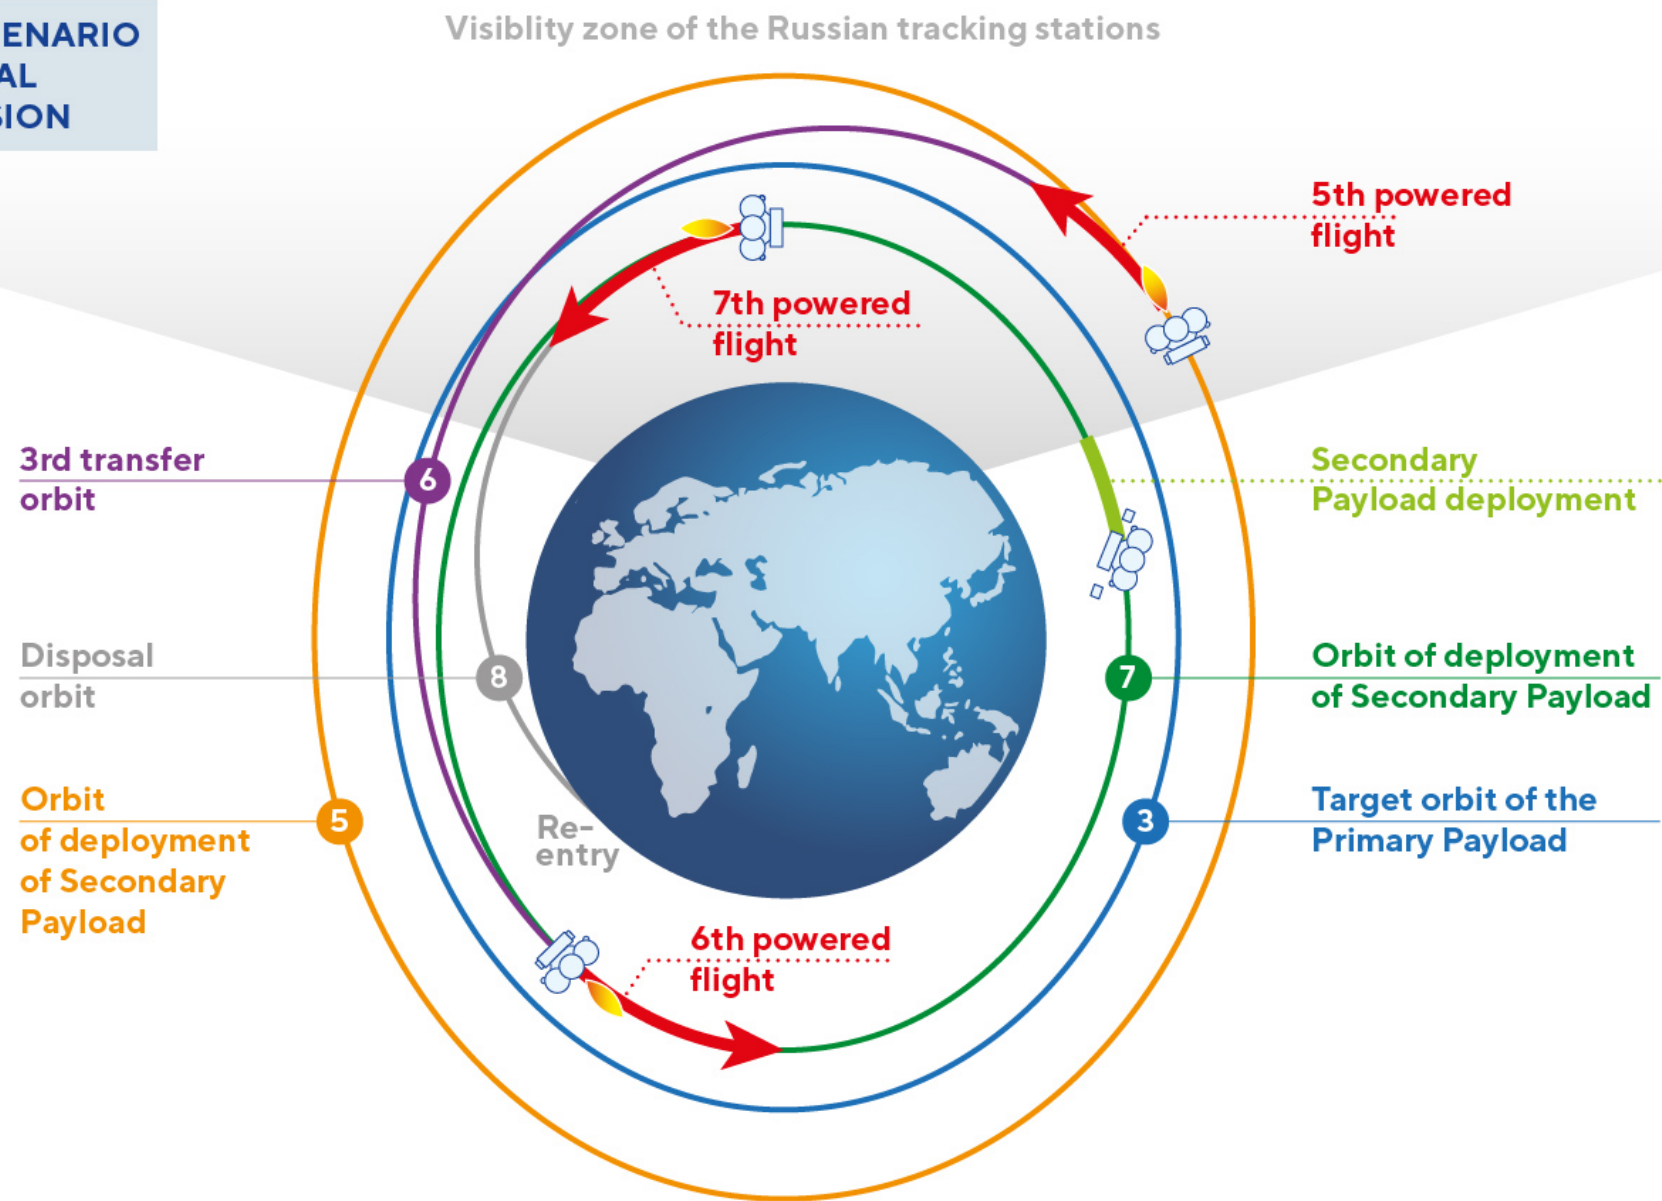 ENARIO
AL
SION
Visiblity zone of the Russian tracking stations
5th powered
flight
7th powered
flight
3rd transfer
orbit
6
Secondary
Payload deployment
Disposal
orbit
8
7
Orbit of deployment
of Secondary Payload
Orbit
of deployment
of Secondary
Payload
5
Re-
entry
3
Target orbit of the
Primary Payload
6th powered
flight